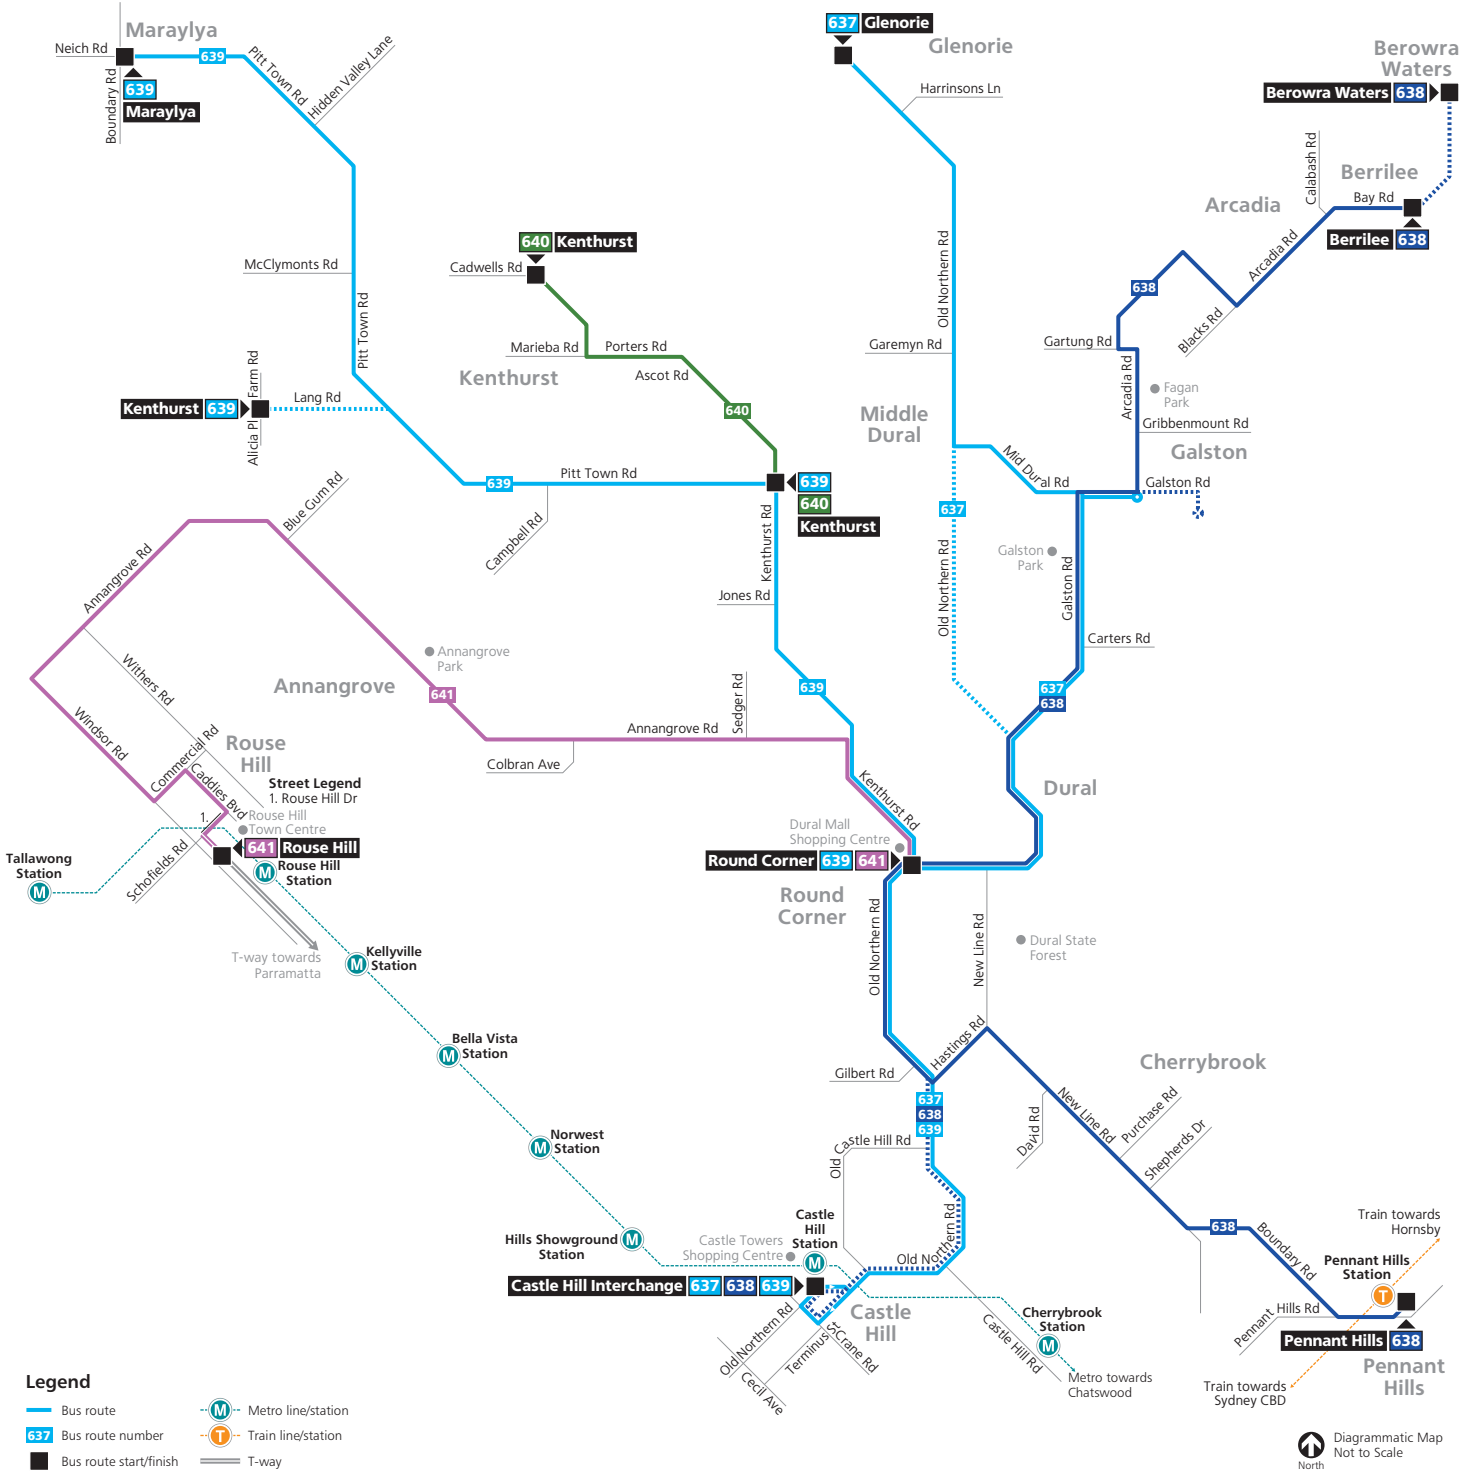 Maraylya
Neich Rd
639
Pitt Town Rd
Hidden Valley Lane
Boundary Rd
639
Maraylya
637 Glenorie
Glenorie
Harrinsons Ln
Berowra
Waters
Berowra Waters 638
Calabash Rd
Berrilee
Bay Rd
Arcadia
Arcadia Rd
Berrilee 638
638
Blacks Rd
Gartung Rd
Arcadia Rd
Fagan
Park
Gribbenmount Rd
Galston
Galston Rd
McClymonts Rd
Pitt Town Rd
640 Kenthurst
Cadwells Rd
Marieba Rd
Porters Rd
Ascot Rd
Kenthurst
640
Old Northern Rd
Garemyn Rd
Middle
Dural
Mid Dural Rd
Alicia Pl
Farm Rd
Lang Rd
Kenthurst 639
639
Pitt Town Rd
Campbell Rd
639
640
Kenthurst
637
Old Northern Rd
Galston
Park
Galston Rd
Carters Rd
Kenthurst Rd
Jones Rd
Blue Gum Rd
Annangrove Rd
Withers Rd
Windsor Rd
Annangrove
Park
Annangrove
641
639
Sedger Rd
Annangrove Rd
Colbran Ave
637
638
Dural
Commercial Rd
Rouse
Hill
Caddies Bvd
Street Legend
1. Rouse Hill Dr
1.
Rouse Hill
Town Centre
641 Rouse Hill
Rouse Hill
Station
Schofields Rd
Tallawong
Station
M
M
T-way towards
Parramatta
Kenthurst Rd
Dural Mall
Shopping Centre
Round Corner 639 641
Round
Corner
Old Northern Rd
New Line Rd
Dural State
Forest
M
Kellyville
Station
M
Bella Vista
Station
M
Norwest
Station
Hills Showground
Station
M
Gilbert Rd
Hastings Rd
Cherrybrook
637
638
639
David Rd
New Line Rd
Purchase Rd
Shepherds Dr
Old Castle Hill Rd
Castle
Hill
Station
M
Castle Towers
Shopping Centre
Old Northern Rd
Castle Hill Interchange 637 638 639
Castle
Hill
Old Northern Rd
Terminus St
Crane Rd
Cecil Ave
Castle Hill Rd
Cherrybrook
Station
M
Metro towards
Chatswood
638
Boundary Rd
Train towards
Hornsby
Pennant Hills
Station
T
Pennant Hills Rd
Pennant Hills 638
Pennant
Hills
Train towards
Sydney CBD
Legend
Bus route
637 Bus route number
Bus route start/finish
M Metro line/station
T Train line/station
T-way
Diagrammatic Map
Not to Scale
North